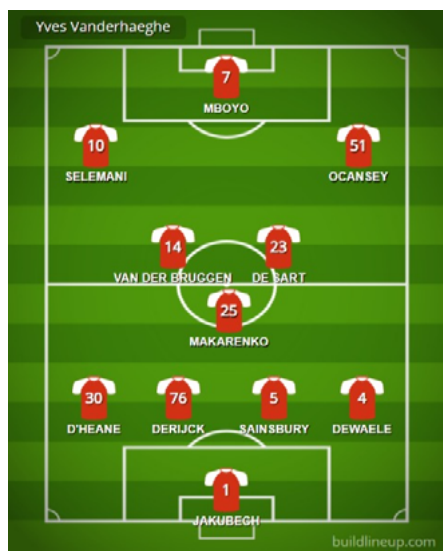 Yves Vanderhaeghe
7
MBOYO
10
51
SELEMANI
OCANSEY
14
23
VAN DER BRUGGEN
DE SART
25
MAKARENKO
30
76
5
4
D'HEANE
DERIJCK
SAINSBURY
DEWAELE
1
JAKUBECH
buildlineup.com